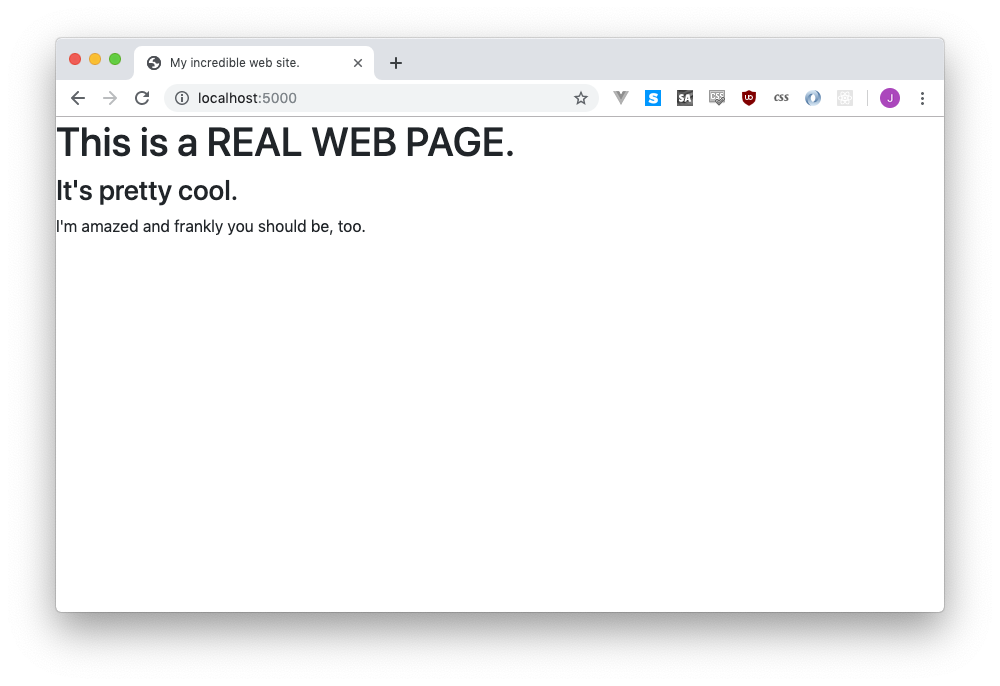 My incredible web site.
localhost:5000
S
SA
CSP
UD
css
J
This is a REAL WEB PAGE.
It's pretty cool.
I'm amazed and frankly you should be, too.